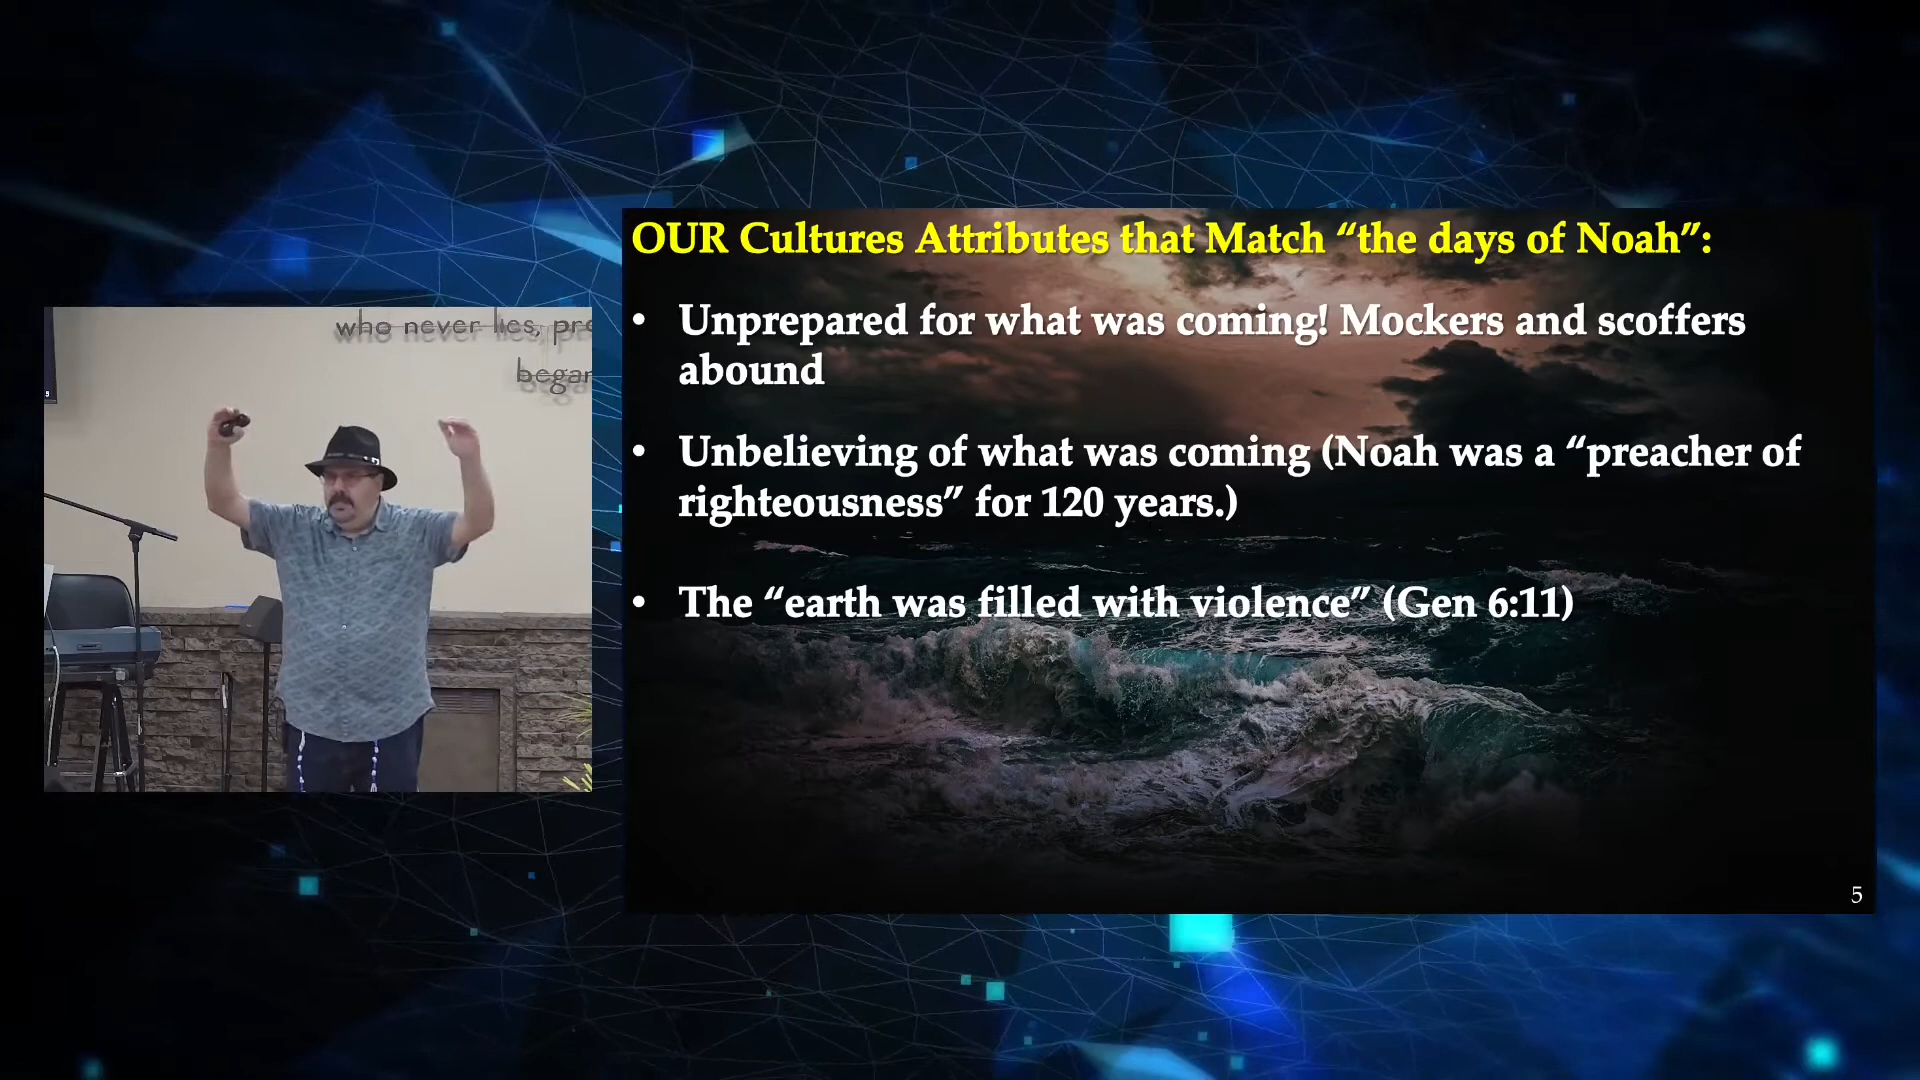 who never lies,
began
OUR Cultures Attributes that Match “the days of Noah”:
• Unprepared for what was coming! Mockers and scoffers
abound
• Unbelieving of what was coming (Noah was a “preacher of
righteousness” for 120 years.)
• The “earth was filled with violence” (Gen 6:11)
5